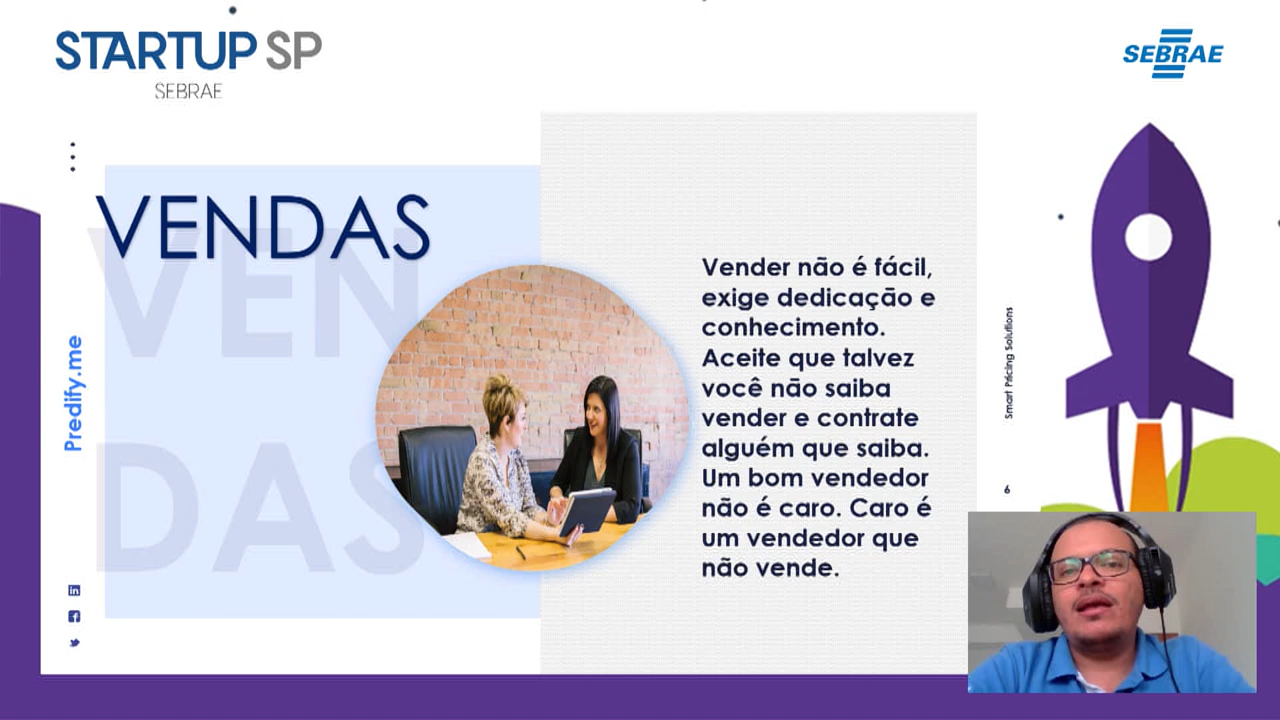 STARTUP SP
SEBRAE
SEBRAE
VENDAS
VEN
DAS
Predify.me
Vender não é fácil,
exige dedicação e
conhecimento.
Aceite que talvez
você não saiba
vender e contrate
alguém que saiba.
Um bom vendedor
não é caro. Caro é
um vendedor que
não vende.
Smart Pricing Solutions
6